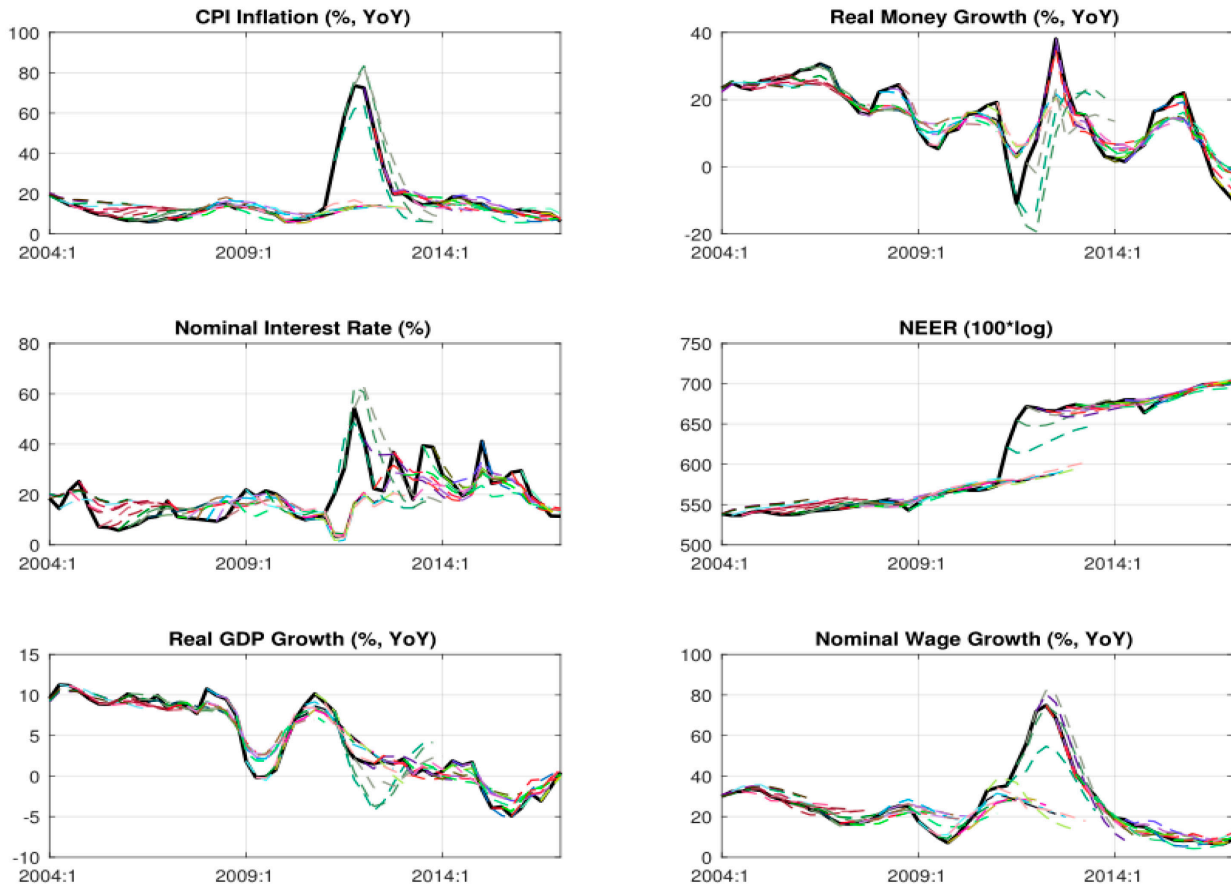 CPI Inflation (%, YoY)
100
80
60
40
20
0
2004:1 2009:1 2014:1
Real Money Growth (%, YoY)
40
20
0
-20
2004:1 2009:1 2014:1
Nominal Interest Rate (%)
80
60
40
20
0
2004:1 2009:1 2014:1
NEER (100*log)
750
700
650
600
550
500
2004:1 2009:1 2014:1
Real GDP Growth (%, YoY)
15
10
5
0
-5
-10
2004:1 2009:1 2014:1
Nominal Wage Growth (%, YoY)
100
80
60
40
20
0
2004:1 2009:1 2014:1